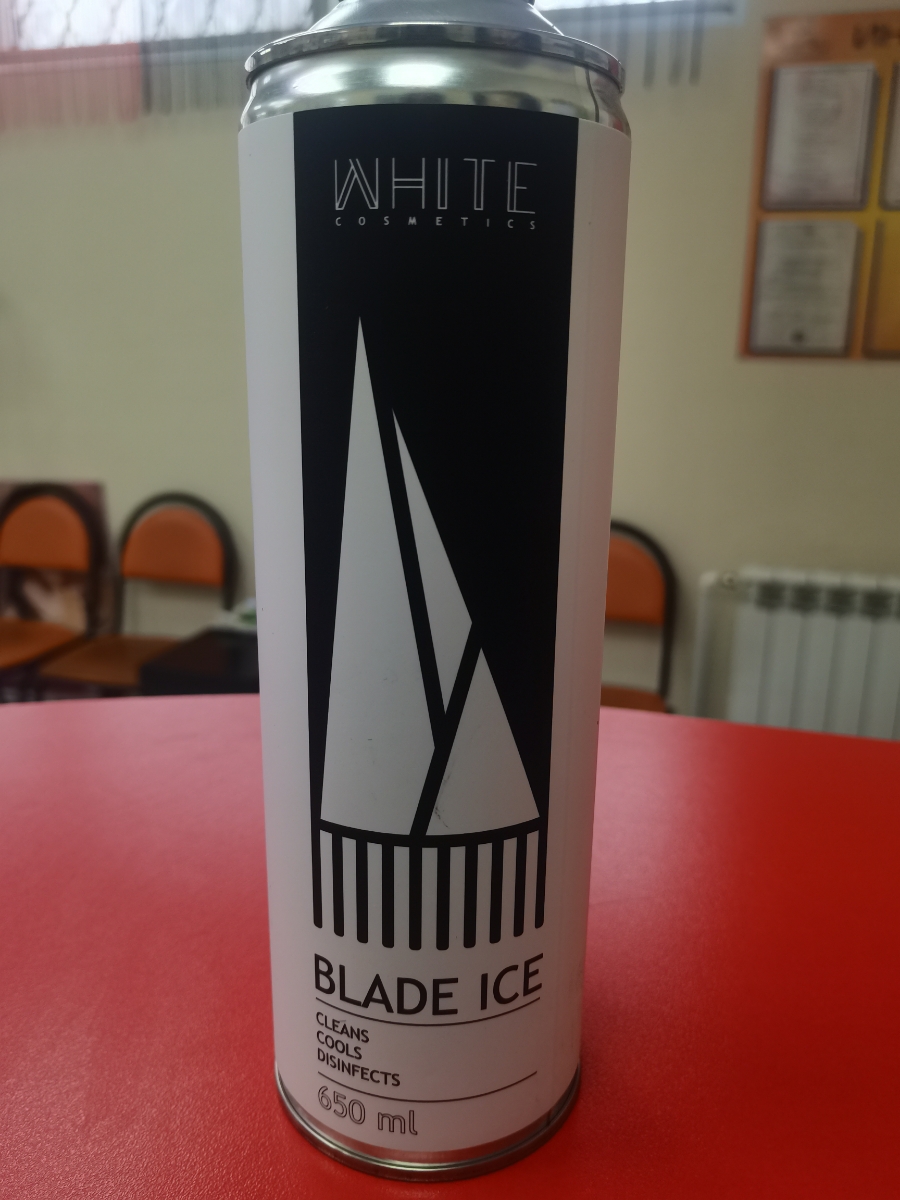 WHITE
COSMETICS
BLADE ICE
CLEANS
COOLS
DISINFECTS
650 ml